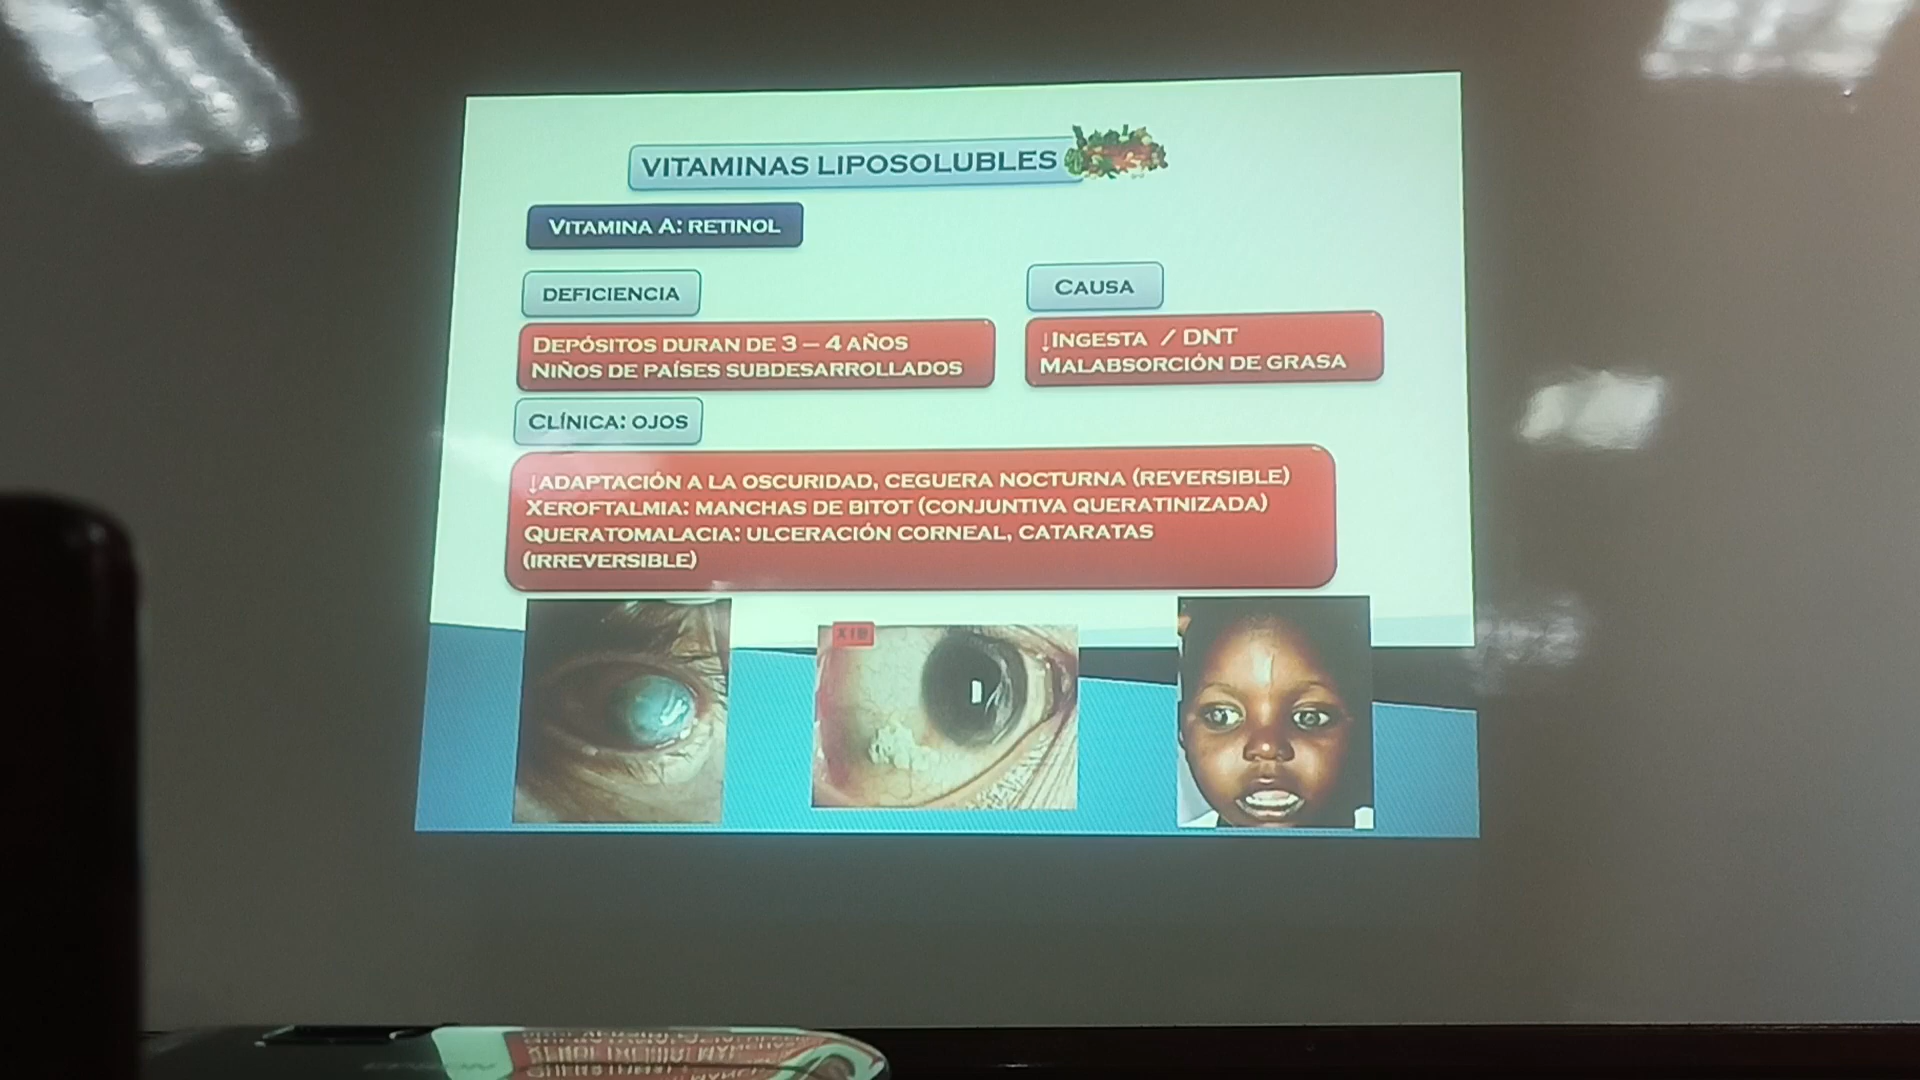 VITAMINAS LIPOSOLUBLES
VITAMINA A: RETINOL
DEFICIENCIA
CAUSA
DEPÓSITOS DURAN DE 3 – 4 AÑOS
NIÑOS DE PAÍSES SUBDESARROLLADOS
↓INGESTA / DNT
MALABSORCIÓN DE GRASA
CLÍNICA: OJOS
↓ADAPTACIÓN A LA OSCURIDAD, CEGUERA NOCTURNA (REVERSIBLE)
XEROFTALMIA: MANCHAS DE BITOT (CONJUNTIVA QUERATINIZADA)
QUERATOMALACIA: ULCERACIÓN CORNEAL, CATARATAS
(IRREVERSIBLE)